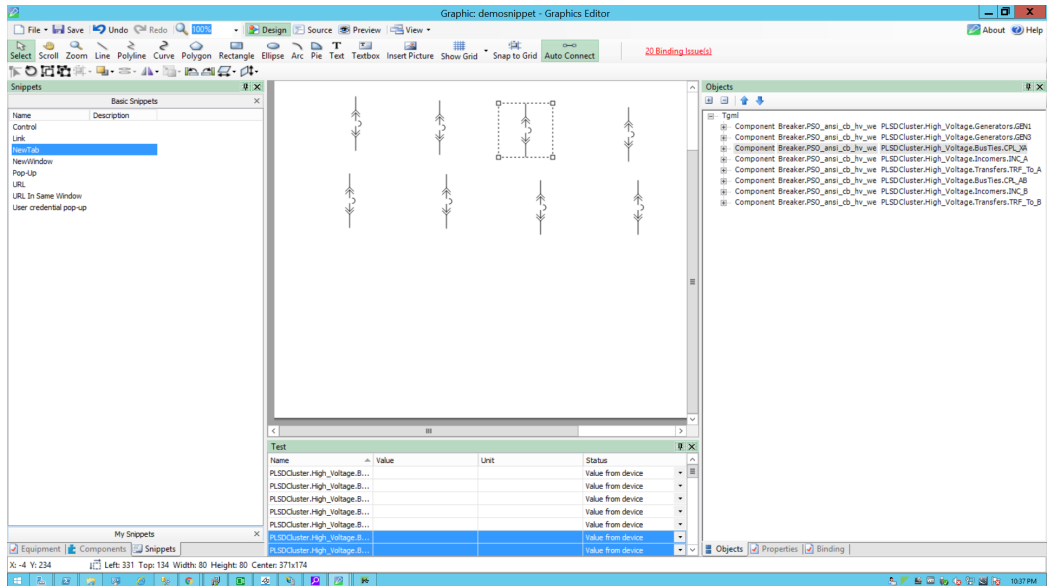 Graphic: demosnippet - Graphics Editor
File Save Undo Redo 100% Design Source Preview View About Help
Select Scroll Zoom Line Polyline Curve Polygon Rectangle Ellipse Arc Pie Text Textbox Insert Picture Show Grid Snap to Grid Auto Connect 20 Binding Issue(s)
Snippets
Basic Snippets
Name Description
Control
Link
NewTab
NewWindow
Pop-Up
URL
URL In Same Window
User credential pop-up
My Snippets
Equipment Components Snippets
Test
Name Value Unit Status
PLSDCluster.High_Voltage.B... Value from device
PLSDCluster.High_Voltage.B... Value from device
PLSDCluster.High_Voltage.B... Value from device
PLSDCluster.High_Voltage.B... Value from device
PLSDCluster.High_Voltage.B... Value from device
PLSDCluster.High_Voltage.B... Value from device
PLSDCluster.High_Voltage.B... Value from device
Objects
Tgml
Component Breaker.PSO_ansi_cb_hv_we PLSDCluster.High_Voltage.Generators.GEN1
Component Breaker.PSO_ansi_cb_hv_we PLSDCluster.High_Voltage.Generators.GEN3
Component Breaker.PSO_ansi_cb_hv_we PLSDCluster.High_Voltage.BusTies.CPL_XA
Component Breaker.PSO_ansi_cb_hv_we PLSDCluster.High_Voltage.Incomers.INC_A
Component Breaker.PSO_ansi_cb_hv_we PLSDCluster.High_Voltage.Transfers.TRF_To_A
Component Breaker.PSO_ansi_cb_hv_we PLSDCluster.High_Voltage.BusTies.CPL_AB
Component Breaker.PSO_ansi_cb_hv_we PLSDCluster.High_Voltage.Incomers.INC_B
Component Breaker.PSO_ansi_cb_hv_we PLSDCluster.High_Voltage.Transfers.TRF_To_B
Objects Properties Binding
X: -4 Y: 234 Left: 331 Top: 134 Width: 80 Height: 80 Center: 371x174
10:37 PM